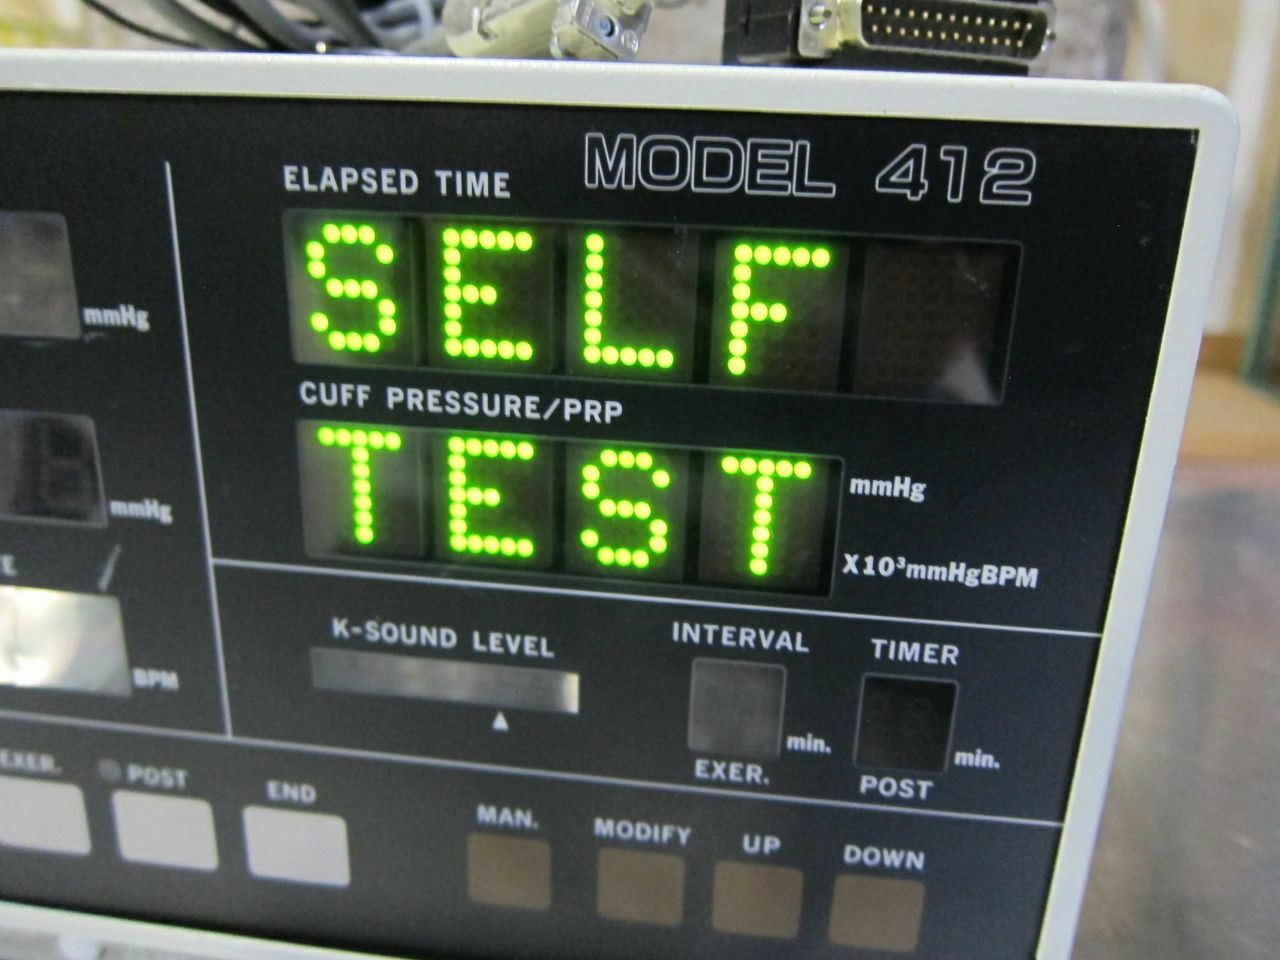 MODEL 412
ELAPSED TIME
SELF
mmHg
CUFF PRESSURE/PRP
TEST
mmHg
mmHg
X10³mmHgBPM
BPM
K-SOUND LEVEL
INTERVAL
TIMER
min.
min.
EXER.
POST
EXER.
POST
END
MAN.
MODIFY
UP
DOWN